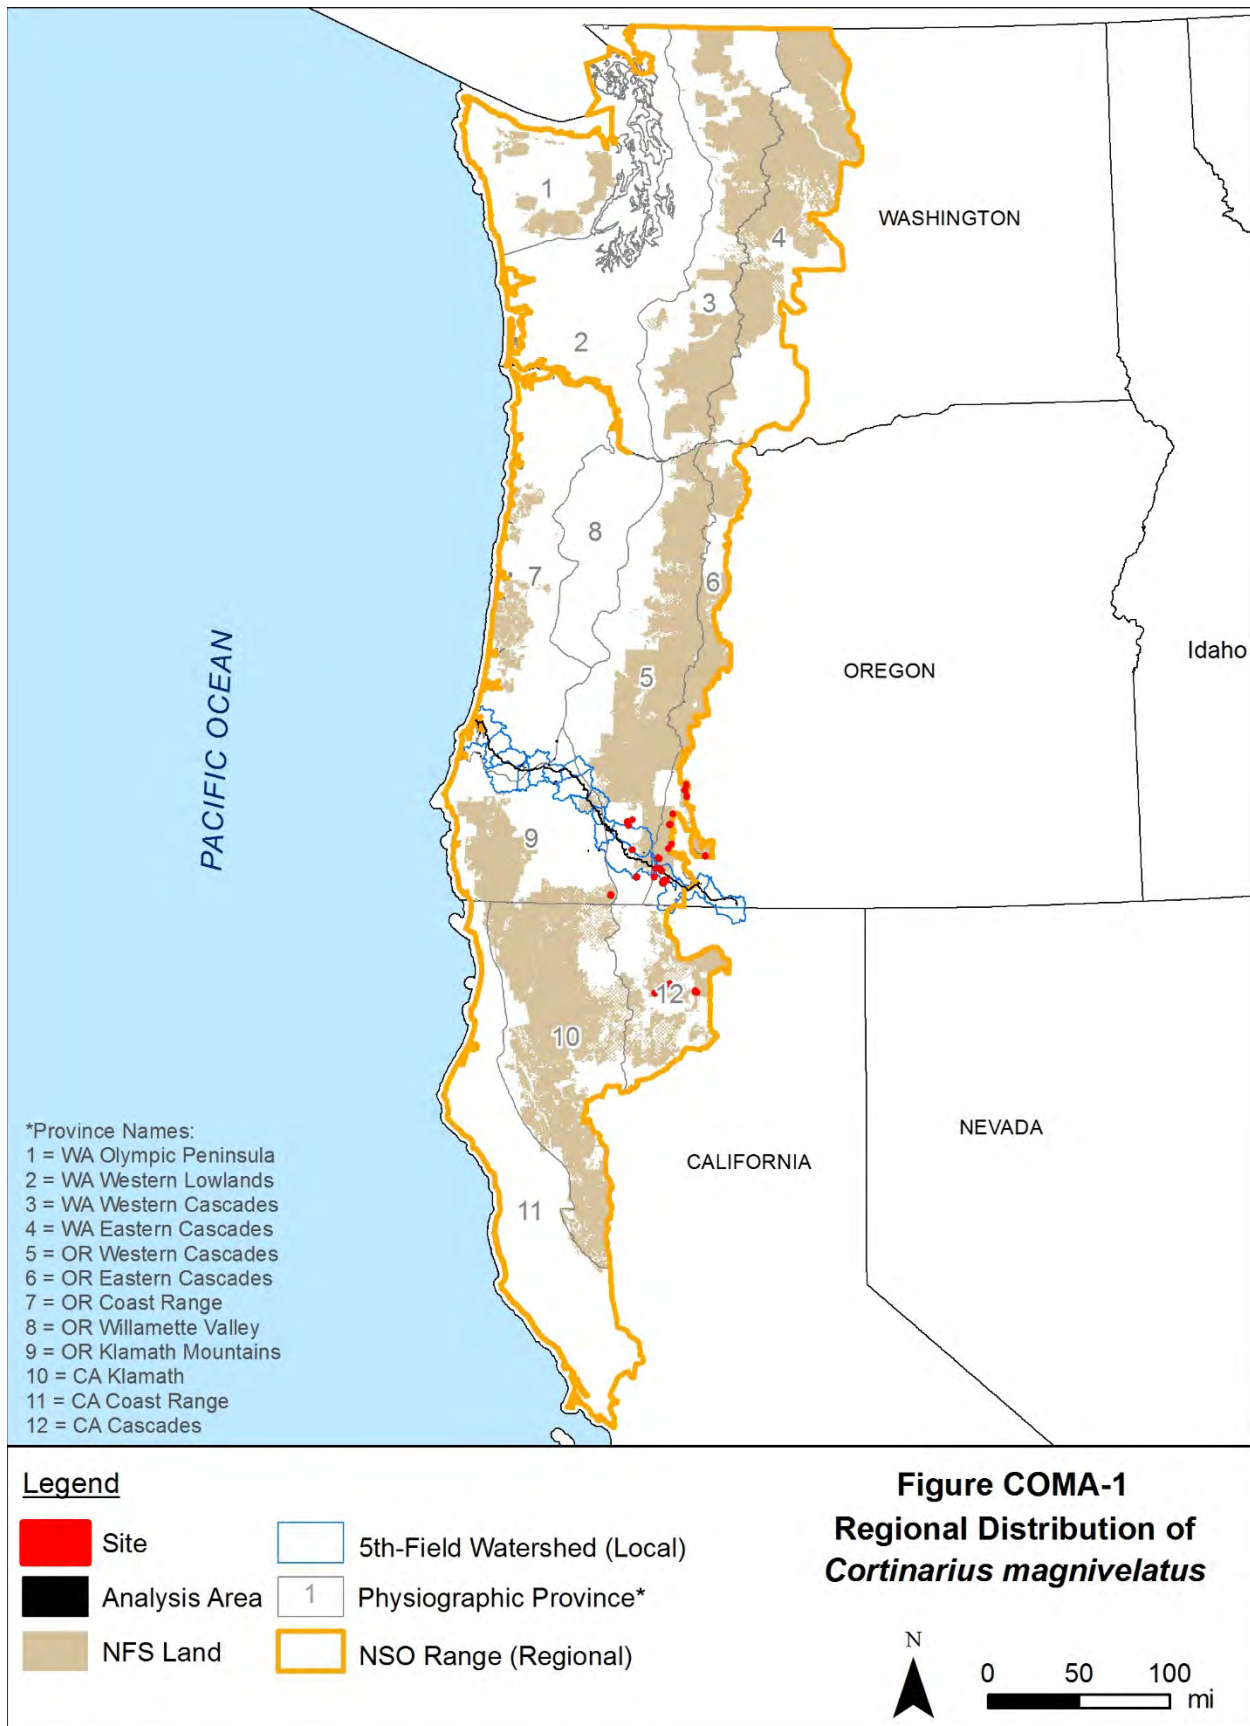 1
WASHINGTON
4
3
2
8
7
6
Idaho
5
OREGON
PACIFIC OCEAN
9
12
10
*Province Names:
1 = WA Olympic Peninsula
2 = WA Western Lowlands
3 = WA Western Cascades
4 = WA Eastern Cascades
5 = OR Western Cascades
6 = OR Eastern Cascades
7 = OR Coast Range
8 = OR Willamette Valley
9 = OR Klamath Mountains
10 = CA Klamath
11 = CA Coast Range
12 = CA Cascades
NEVADA
CALIFORNIA
11
Legend
Site
Analysis Area
NFS Land
5th-Field Watershed (Local)
1 Physiographic Province*
NSO Range (Regional)
Figure COMA-1
Regional Distribution of
Cortinarius magnivelatus
N
0 50 100
mi